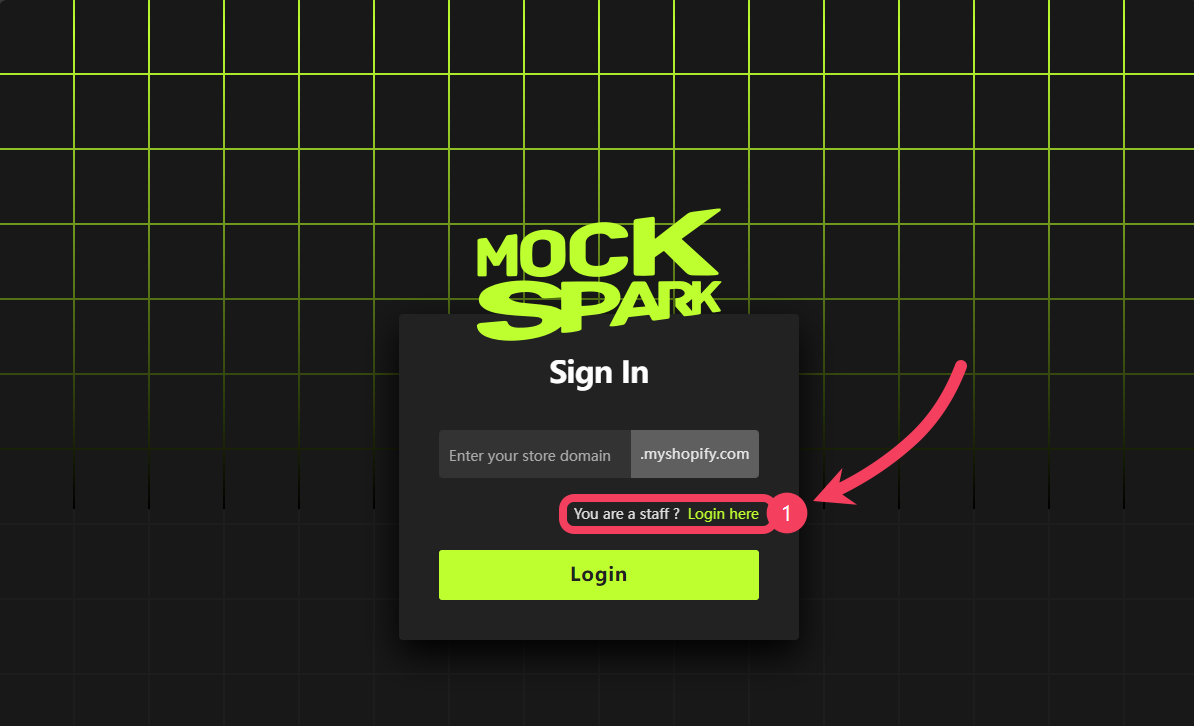 MOCK
SPARK
Sign In
Enter your store domain .myshopify.com
You are a staff ? Login here 1
Login